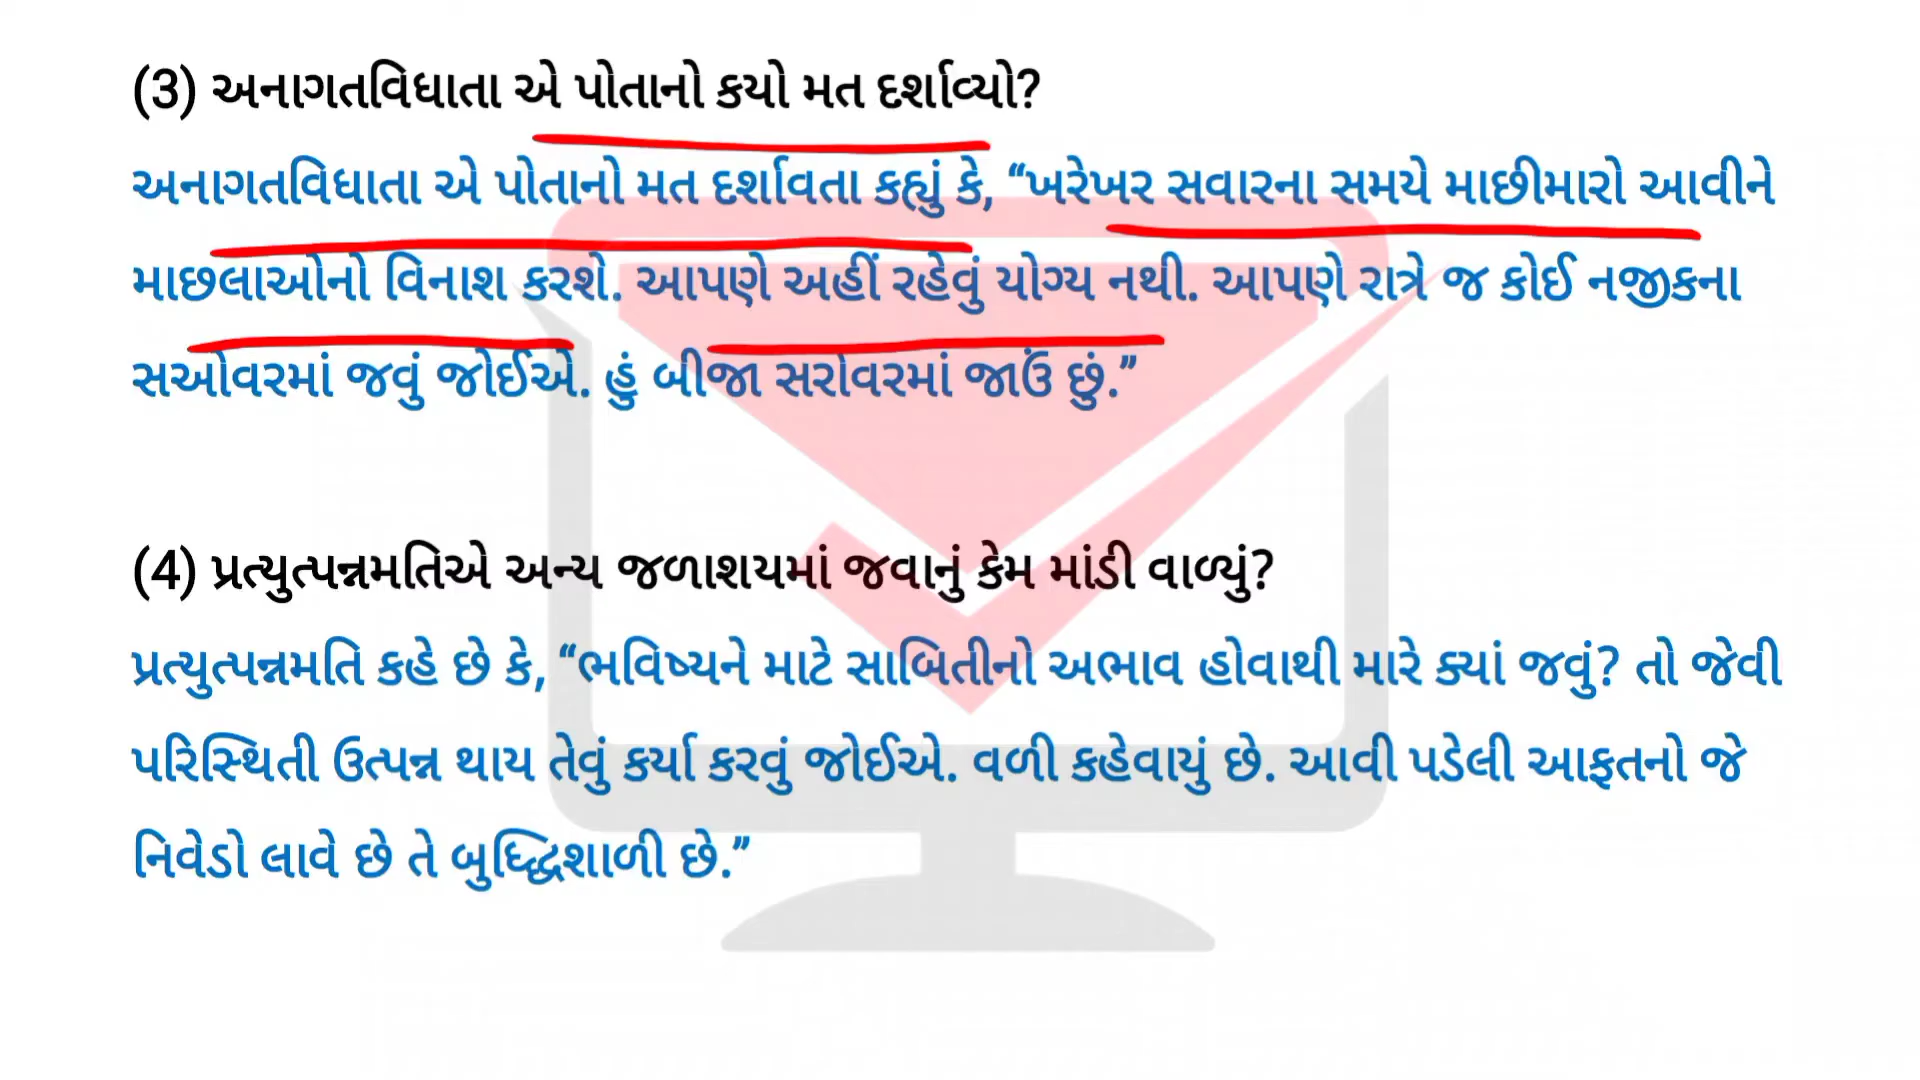 (3) અનાગતવિધાતા એ પોતાનો કયો મત દર્શાવ્યો?
અનાગતવિધાતા એ પોતાનો મત દર્શાવતા કહ્યું કે, “ખરેખર સવારના સમયે માછીમારો આવીને
માછલાઓનો વિનાશ કરશે. આપણે અહીં રહેવું યોગ્ય નથી. આપણે રાત્રે જ કોઈ નજીકના
સઓવરમાં જવું જોઈએ. હું બીજા સરોવરમાં જાઉં છું.”
(4) પ્રત્યુત્પન્નમતિએ અન્ય જળાશયમાં જવાનું કેમ માંડી વાળ્યું?
પ્રત્યુત્પન્નમતિ કહે છે કે, “ભવિષ્યને માટે સાબિતીનો અભાવ હોવાથી મારે ક્યાં જવું? તો જેવી
પરિસ્થિતી ઉત્પન્ન થાય તેવું કર્યા કરવું જોઈએ. વળી કહેવાયું છે. આવી પડેલી આફતનો જે
નિવેડો લાવે છે તે બુધ્ધિશાળી છે.”